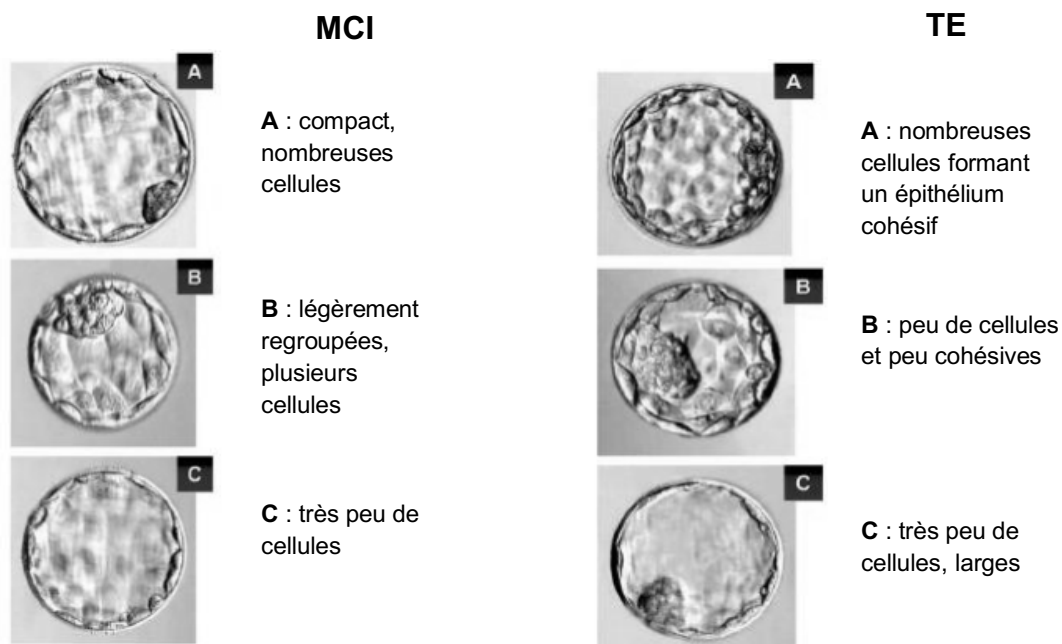 MCI
A
A : compact,
nombreuses
cellules
B
B : légèrement
regroupées,
plusieurs
cellules
C
C : très peu de
cellules
TE
A
A : nombreuses
cellules formant
un épithélium
cohésif
B
B : peu de cellules
et peu cohésives
C
C : très peu de
cellules, larges